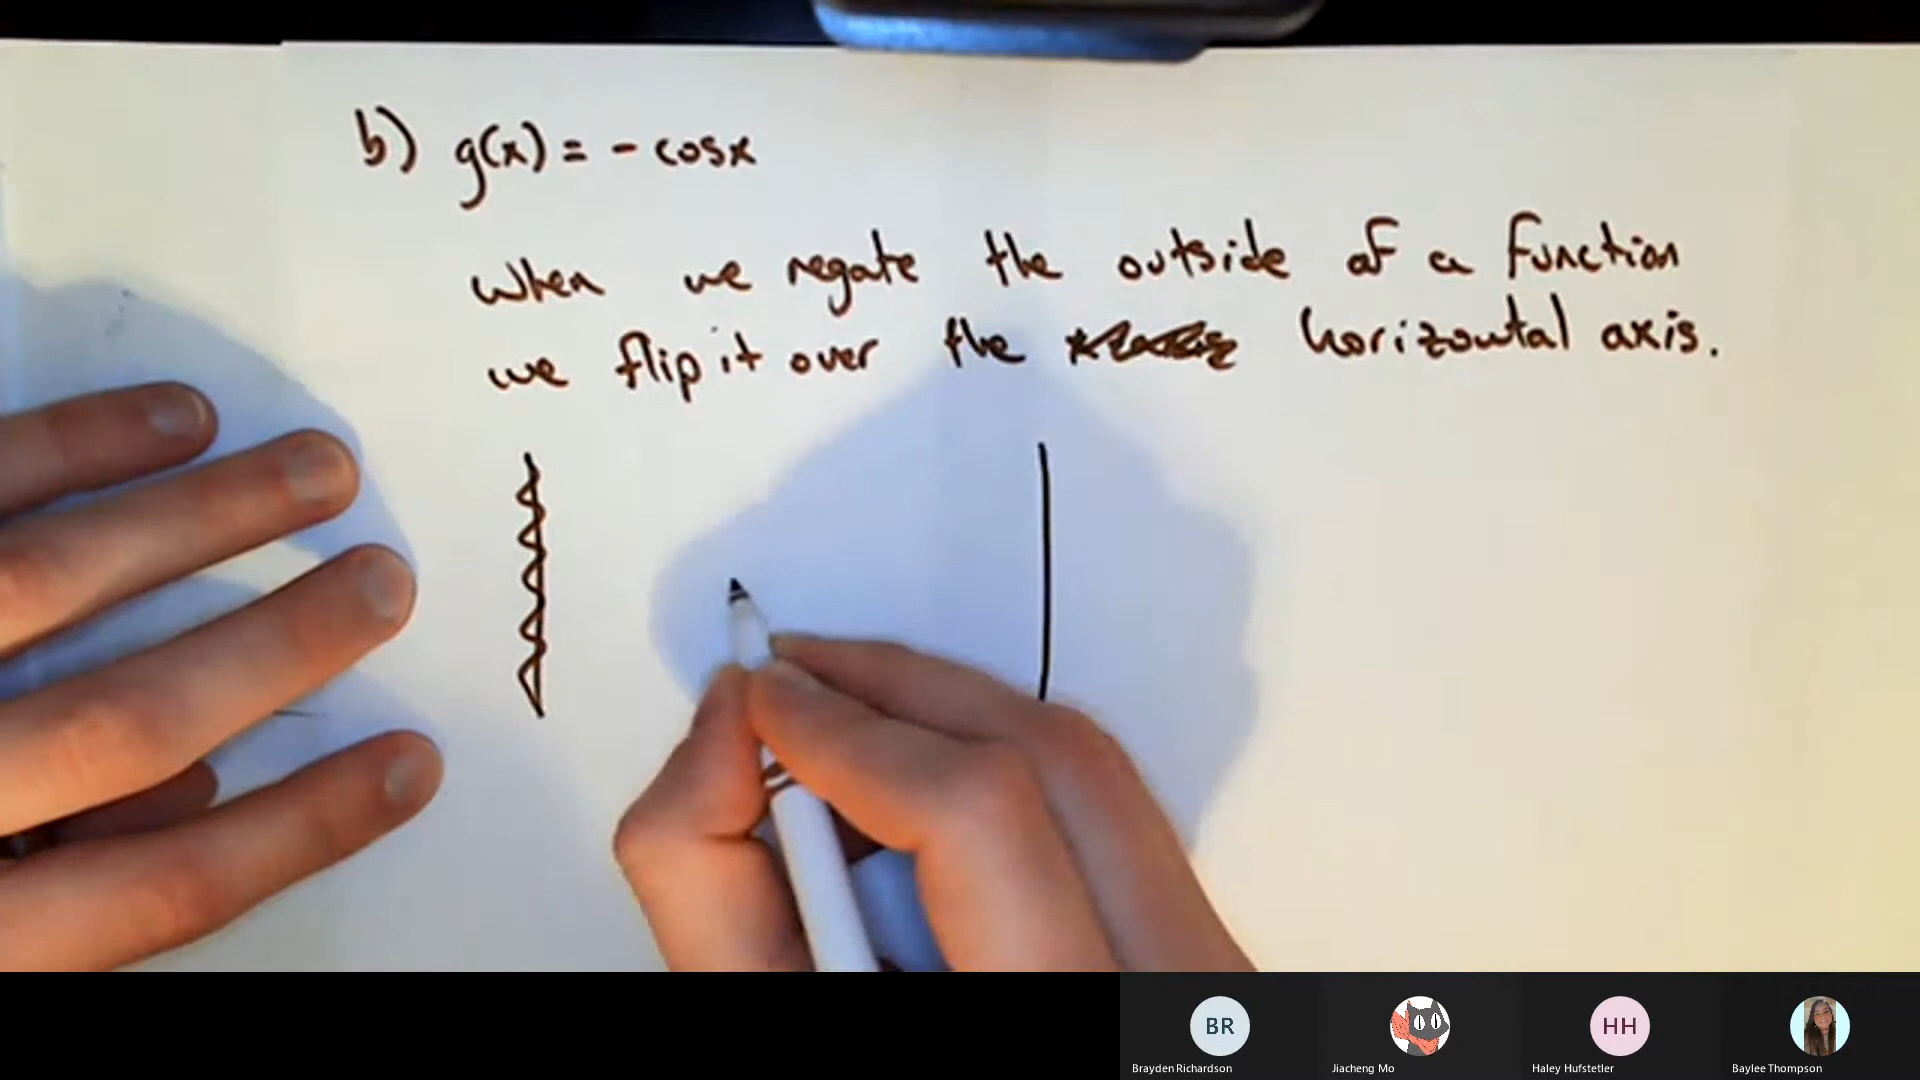 b) g(x) = - cosx
When we negate the outside of a function
we flip it over the horizontal axis.
BR
HH
Brayden Richardson
Jiacheng Mo
Haley Hufstetler
Baylee Thompson